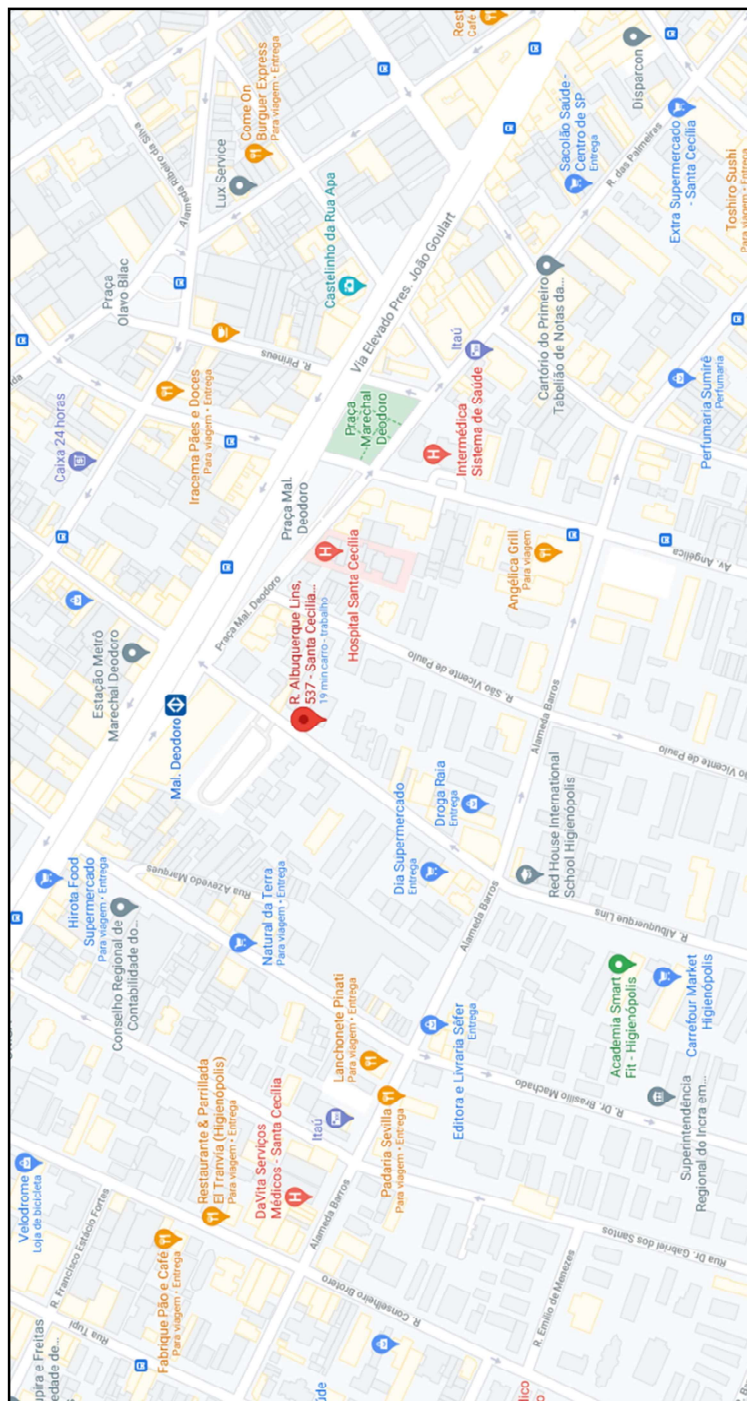 Velodrome
Loja de bicicleta
R. Francisco Estácio Fortes
Rua Tupi
Fabrique Pão e Café
Para viagem • Entrega
Restaurante & Parrillada
El Tranvia (Higienópolis)
Para viagem • Entrega
DaVita Serviços
Médicos - Santa Cecília
Itaú
Alameda Barros
Lanchonete Pinati
Para viagem • Entrega
Padaria Sevilla
Para viagem • Entrega
R. Conselheiro Brotero
R. Emílio de Menezes
Rua Dr. Gabriel dos Santos
Hirota Food
Supermercado
Para viagem • Entrega
Conselho Regional de
Contabilidade do...
Rua Azevedo Marques
Natural da Terra
Para viagem • Entrega
Editora e Livraria Sêfer
Entrega
R. Dr. Brasílio Machado
Superintendência
Regional do Incra em...
Academia Smart
Fit - Higienópolis
Carrefour Market
Higienópolis
Alameda Barros
R. Albuquerque Lins
Dia Supermercado
Entrega
Droga Raia
Entrega
Red House International
School Higienópolis
Estação Metrô
Marechal Deodoro
Mal. Deodoro
Praça Mal. Deodoro
R. Albuquerque Lins,
537 - Santa Cecília...
19 min carro - trabalho
Hospital Santa Cecília
R. São Vicente de Paulo
Alameda Barros
Praça Mal.
Deodoro
Caixa 24 horas
Iracema Pães e Doces
Para viagem • Entrega
Angélica Grill
Para viagem
Av. Angélica
Intermédica
Sistema de Saúde
Praça
Marechal
Deodoro
Itaú
R. Pirineus
Praça
Olavo Bilac
Alameda Ribeiro da Silva
Lux Service
Come On
Burguer Express
Para viagem • Entrega
Castelinho da Rua Apa
Via Elevado Pres. João Goulart
Cartório do Primeiro
Tabelião de Notas da...
Perfumaria Sumirê
Perfumaria
Sacolão Saúde -
Centro de SP
Entrega
R. das Palmeiras
Disparcon
Extra Supermercado
- Santa Cecília
Toshiro Sushi
Para viagem • Entrega